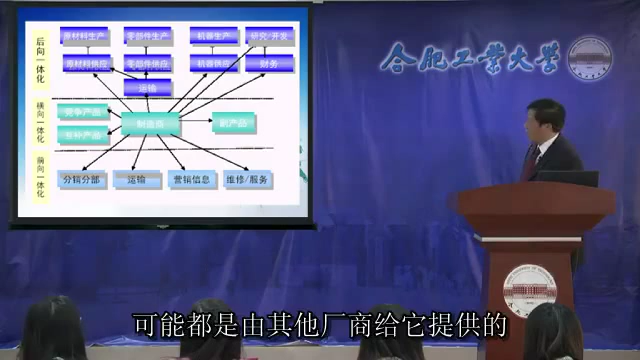 合肥工业大学
后向一体化
原材料生产 零部件生产 机器生产 研究/开发
原材料供应 零部件供应 机器供应 财务
运输
横向一体化
竞争产品
制造商 副产品
互补产品
前向一体化
分销分部 运输 营销信息 维修/服务
可能都是由其他厂商给它提供的